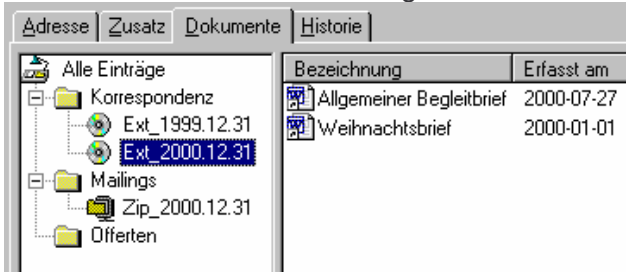 Adresse Zusatz Dokumente Historie
Alle Einträge
Korrespondenz
Ext_1999.12.31
Ext_2000.12.31
Mailings
Zip_2000.12.31
Offerten
Bezeichnung Erfasst am
Allgemeiner Begleitbrief 2000-07-27
Weihnachtsbrief 2000-01-01